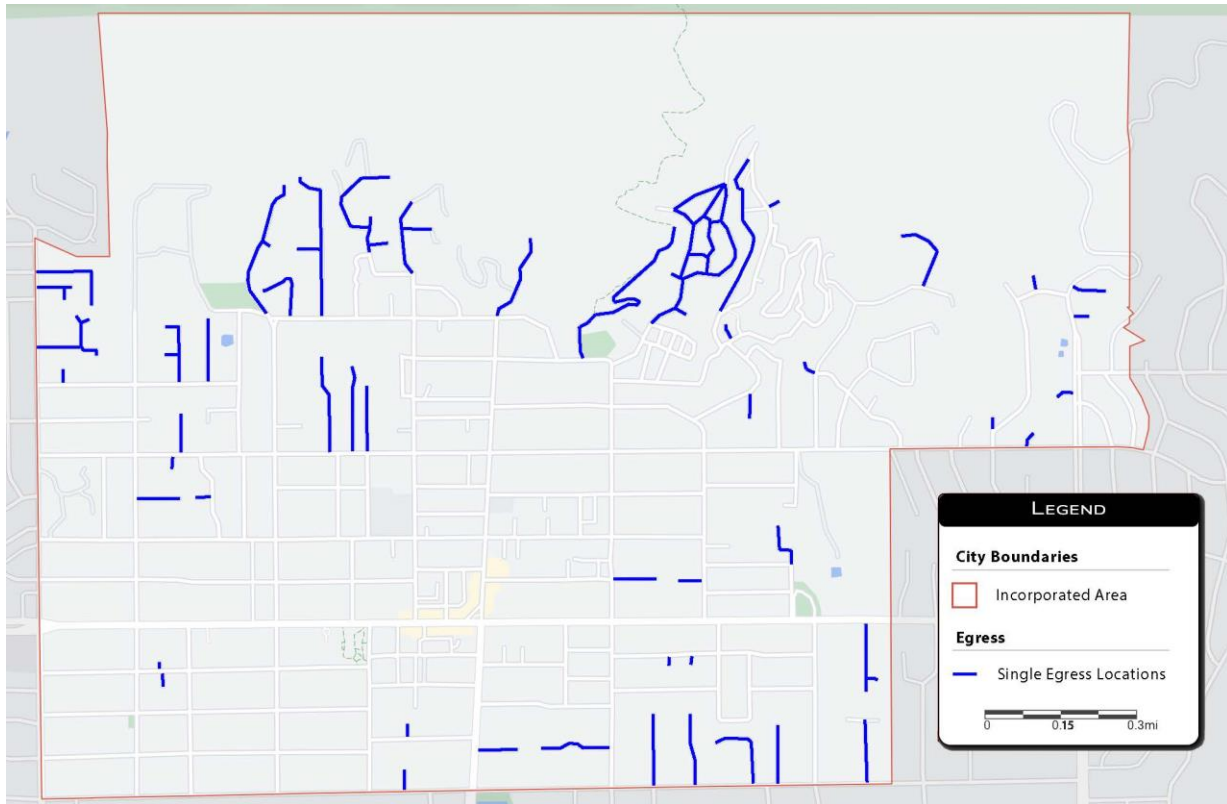 LEGEND
City Boundaries
Incorporated Area
Egress
Single Egress Locations
0 0.15 0.3mi